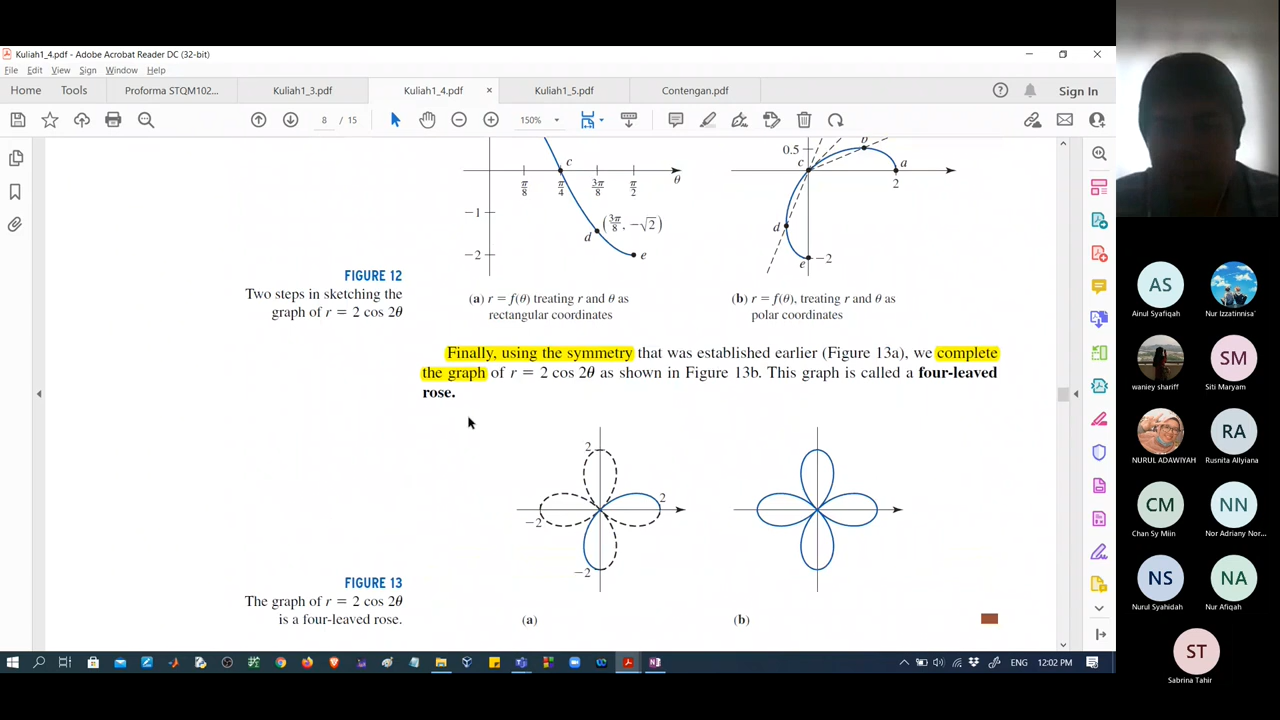 Kuliah1_4.pdf - Adobe Acrobat Reader DC (32-bit)
File Edit View Sign Window Help
Home Tools Proforma STQM102... Kuliah1_3.pdf Kuliah1_4.pdf × Kuliah1_5.pdf Contengan.pdf Sign In
8 / 15 150%
0.5
b
c
a
2
c
π/8 π/4 3π/8 π/2 θ
−1
(3π/8, −√2)
d
−2
e
d
e
−2
FIGURE 12
Two steps in sketching the
graph of r = 2 cos 2θ
(a) r = f(θ) treating r and θ as
rectangular coordinates
(b) r = f(θ), treating r and θ as
polar coordinates
Finally, using the symmetry that was established earlier (Figure 13a), we complete
the graph of r = 2 cos 2θ as shown in Figure 13b. This graph is called a four-leaved
rose.
2
2
−2
−2
FIGURE 13
The graph of r = 2 cos 2θ
is a four-leaved rose.
(a)
(b)
AS
Ainul Syafiqah
Nur Izzatinnisa'
waniey shariff
SM
Siti Maryam
NURUL ADAWIYAH
RA
Rusnita Allyiana
CM
Chan Sy Miin
NN
Nor Adriany Nor...
NS
Nurul Syahidah
NA
Nur Afiqah
ST
Sabrina Tahir
ENG 12:02 PM